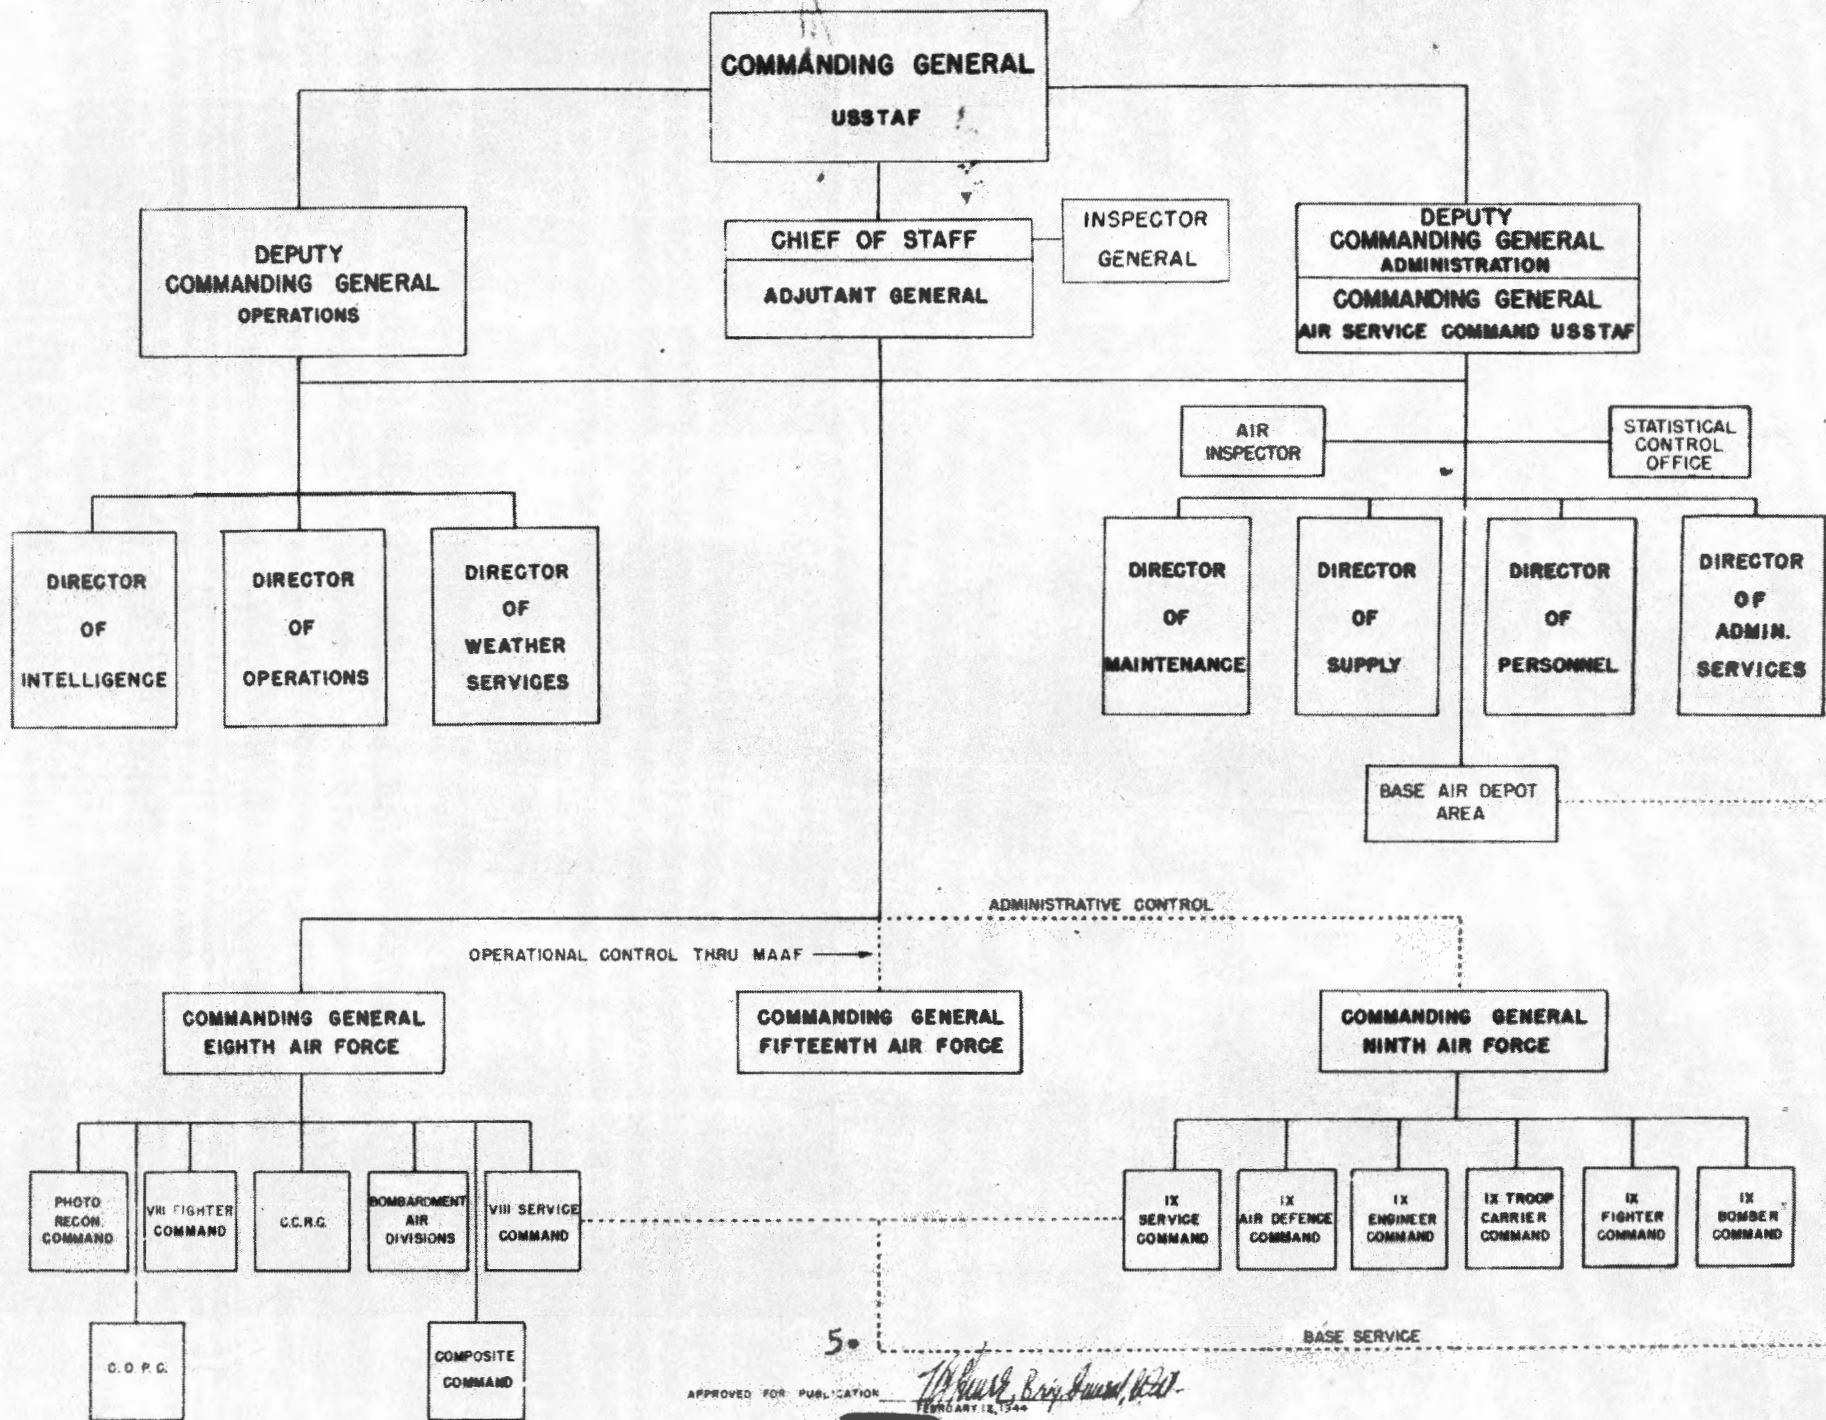 COMMANDING GENERAL
USSTAF
DEPUTY
COMMANDING GENERAL
OPERATIONS
CHIEF OF STAFF
ADJUTANT GENERAL
INSPECTOR
GENERAL
DEPUTY
COMMANDING GENERAL
ADMINISTRATION
COMMANDING GENERAL
AIR SERVICE COMMAND USSTAF
AIR
INSPECTOR
STATISTICAL
CONTROL
OFFICE
DIRECTOR
OF
INTELLIGENCE
DIRECTOR
OF
OPERATIONS
DIRECTOR
OF
WEATHER
SERVICES
DIRECTOR
OF
MAINTENANCE
DIRECTOR
OF
SUPPLY
DIRECTOR
OF
PERSONNEL
DIRECTOR
OF
ADMIN.
SERVICES
BASE AIR DEPOT
AREA
ADMINISTRATIVE CONTROL
OPERATIONAL CONTROL THRU MAAF
COMMANDING GENERAL
EIGHTH AIR FORCE
COMMANDING GENERAL
FIFTEENTH AIR FORCE
COMMANDING GENERAL
NINTH AIR FORCE
PHOTO
RECON.
COMMAND
VIII FIGHTER
COMMAND
C.C.R.C.
BOMBARDMENT
AIR
DIVISIONS
VIII SERVICE
COMMAND
IX
SERVICE
COMMAND
IX
AIR DEFENCE
COMMAND
IX
ENGINEER
COMMAND
IX TROOP
CARRIER
COMMAND
IX
FIGHTER
COMMAND
IX
BOMBER
COMMAND
C.O.P.C.
COMPOSITE
COMMAND
5.
BASE SERVICE
APPROVED FOR PUBLICATION
Brig. General,
FEBRUARY 12, 1944